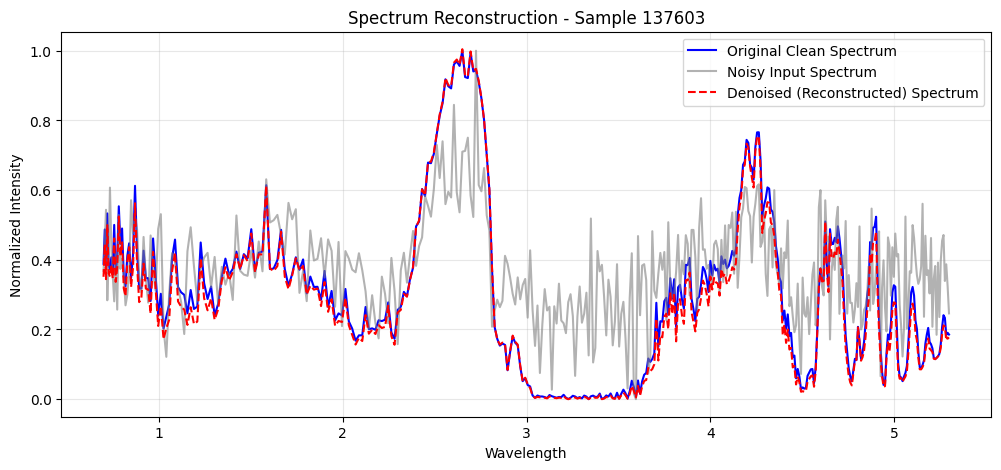 Spectrum Reconstruction - Sample 137603
Original Clean Spectrum
Noisy Input Spectrum
Denoised (Reconstructed) Spectrum
Normalized Intensity
1.0
0.8
0.6
0.4
0.2
0.0
1 2 3 4 5
Wavelength